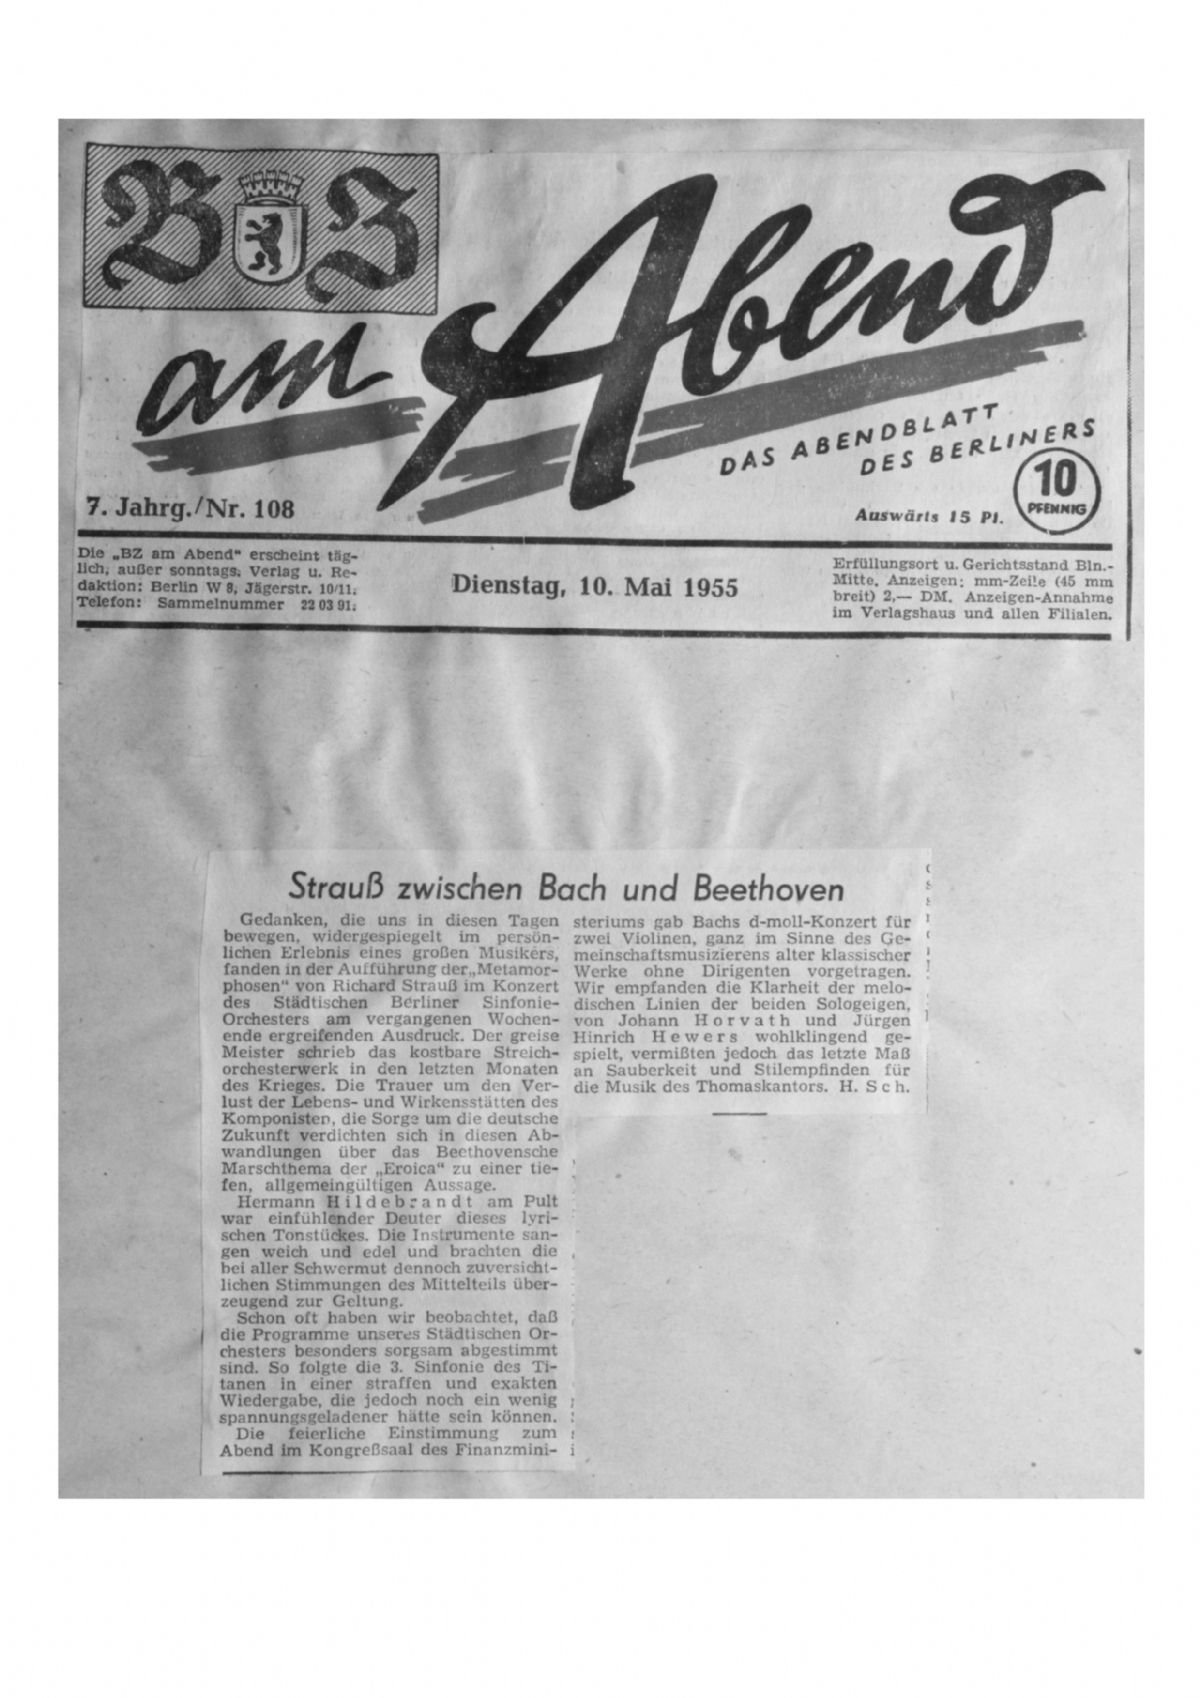 BZ
am Abend
DAS ABENDBLATT
DES BERLINERS
7. Jahrg./Nr. 108
Auswärts 15 Pf.
10
PFENNIG
Die „BZ am Abend“ erscheint täg-
lich, außer sonntags. Verlag u. Re-
daktion: Berlin W 8, Jägerstr. 10/11.
Telefon: Sammelnummer 22 03 91.
Dienstag, 10. Mai 1955
Erfüllungsort u. Gerichtsstand Bln.-
Mitte. Anzeigen: mm-Zeile (45 mm
breit) 2,— DM. Anzeigen-Annahme
im Verlagshaus und allen Filialen.
Strauß zwischen Bach und Beethoven
Gedanken, die uns in diesen Tagen
bewegen, widergespiegelt im persön-
lichen Erlebnis eines großen Musikers,
fanden in der Aufführung der „Metamor-
phosen“ von Richard Strauß im Konzert
des Städtischen Berliner Sinfonie-
Orchesters am vergangenen Wochen-
ende ergreifenden Ausdruck. Der greise
Meister schrieb das kostbare Streich-
orchesterwerk in den letzten Monaten
des Krieges. Die Trauer um den Ver-
lust der Lebens- und Wirkensstätten des
Komponisten, die Sorge um die deutsche
Zukunft verdichten sich in diesen Ab-
wandlungen über das Beethovensche
Marschthema der „Eroica“ zu einer tie-
fen, allgemeingültigen Aussage.
Hermann Hildebrandt am Pult
war einfühlender Deuter dieses lyri-
schen Tonstückes. Die Instrumente san-
gen weich und edel und brachten die
bei aller Schwermut dennoch zuversicht-
lichen Stimmungen des Mittelteils über-
zeugend zur Geltung.
Schon oft haben wir beobachtet, daß
die Programme unseres Städtischen Or-
chesters besonders sorgsam abgestimmt
sind. So folgte die 3. Sinfonie des Ti-
tanen in einer straffen und exakten
Wiedergabe, die jedoch noch ein wenig
spannungsgeladener hätte sein können.
Die feierliche Einstimmung zum
Abend im Kongreßsaal des Finanzmini-
steriums gab Bachs d-moll-Konzert für
zwei Violinen, ganz im Sinne des Ge-
meinschaftsmusizierens alter klassischer
Werke ohne Dirigenten vorgetragen.
Wir empfanden die Klarheit der melo-
dischen Linien der beiden Sologeigen,
von Johann Horvath und Jürgen
Hinrich Hewers wohlklingend ge-
spielt, vermißten jedoch das letzte Maß
an Sauberkeit und Stilempfinden für
die Musik des Thomaskantors. H. Sch.